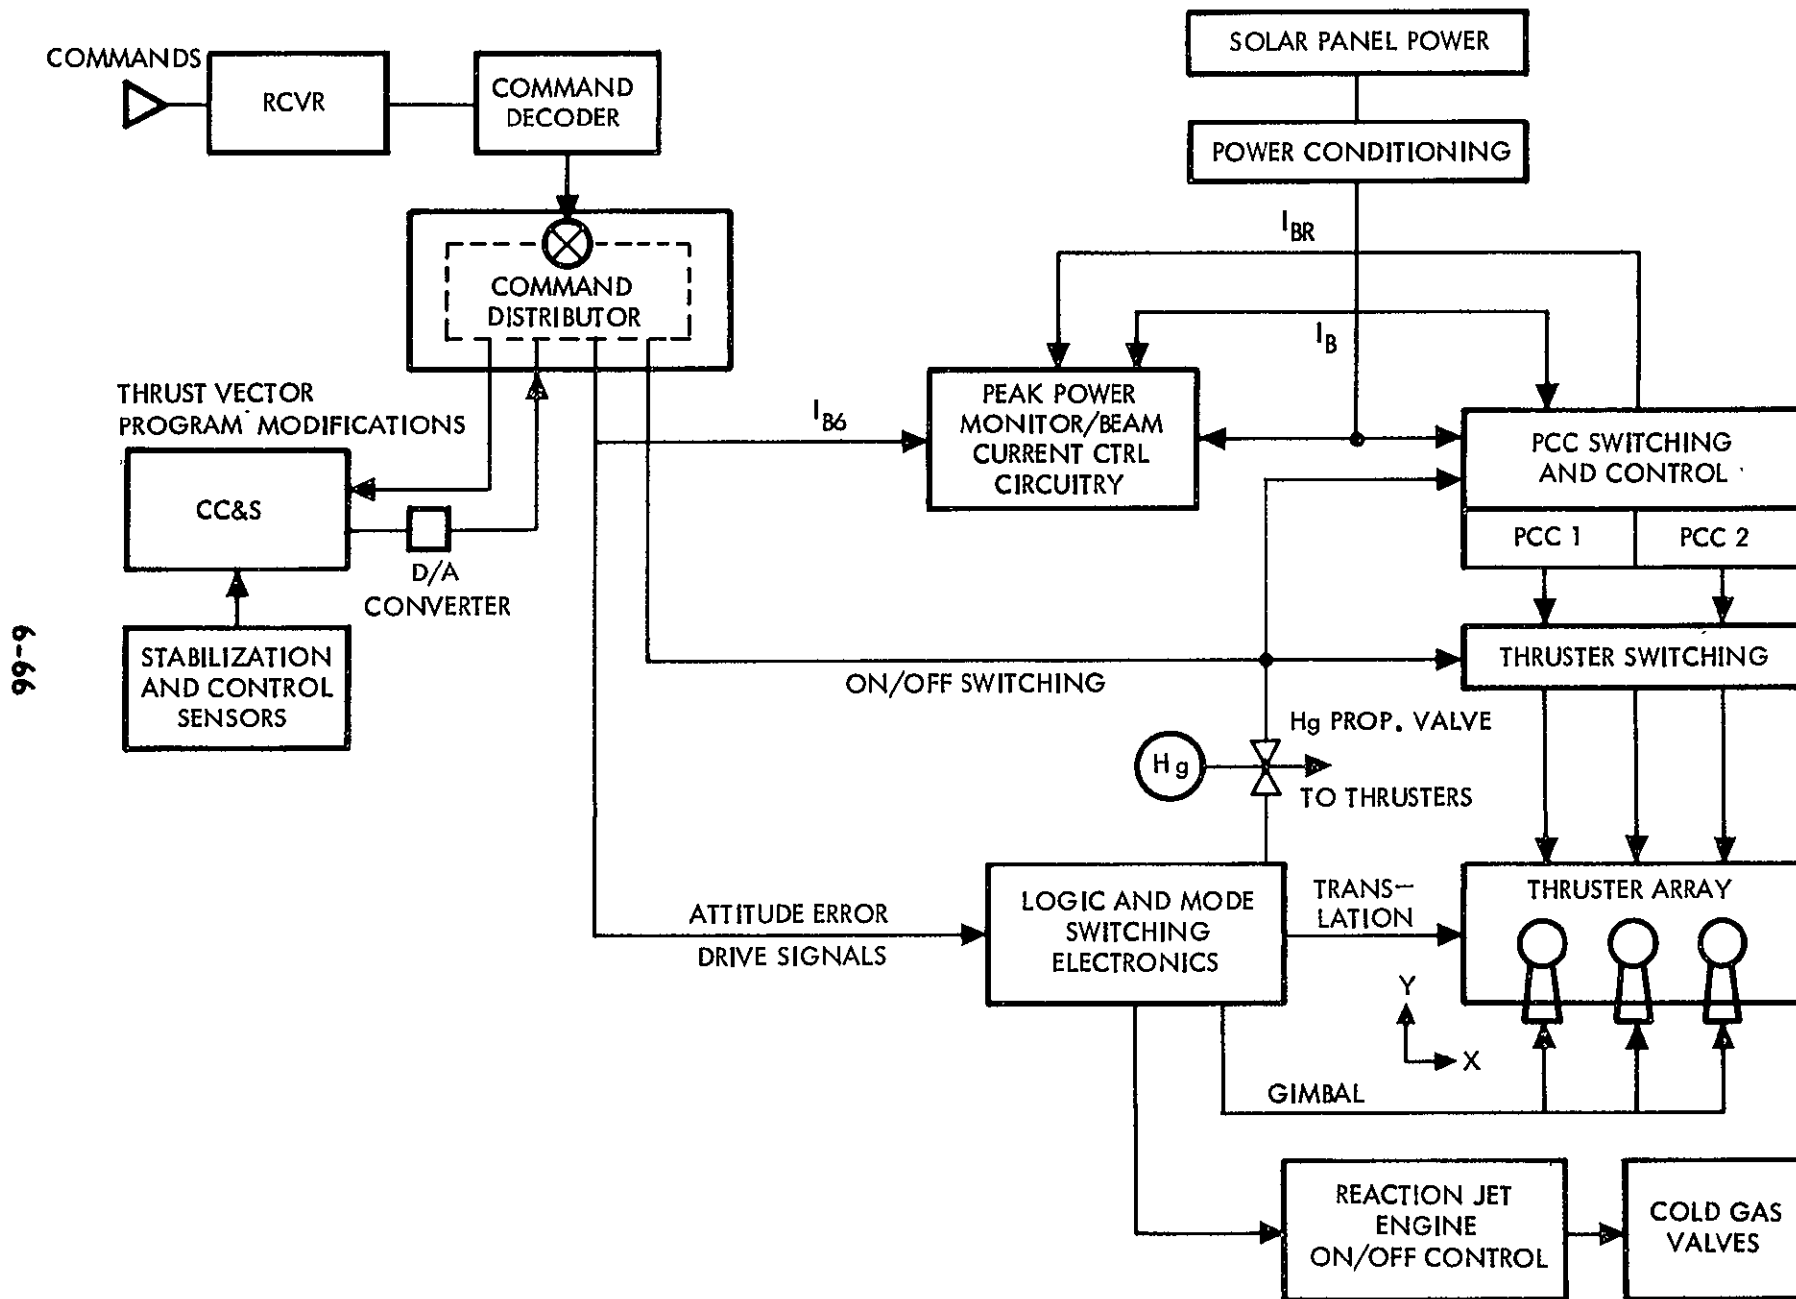 COMMANDS
RCVR
COMMAND
DECODER
SOLAR PANEL POWER
POWER CONDITIONING
COMMAND
DISTRIBUTOR
I_BR
I_B
THRUST VECTOR
PROGRAM MODIFICATIONS
CC&S
D/A
CONVERTER
STABILIZATION
AND CONTROL
SENSORS
I_B6
PEAK POWER
MONITOR/BEAM
CURRENT CTRL
CIRCUITRY
PCC SWITCHING
AND CONTROL
PCC 1
PCC 2
THRUSTER SWITCHING
ON/OFF SWITCHING
Hg PROP. VALVE
Hg
TO THRUSTERS
ATTITUDE ERROR
DRIVE SIGNALS
LOGIC AND MODE
SWITCHING
ELECTRONICS
TRANS-
LATION
THRUSTER ARRAY
Y
X
GIMBAL
REACTION JET
ENGINE
ON/OFF CONTROL
COLD GAS
VALVES
6-66